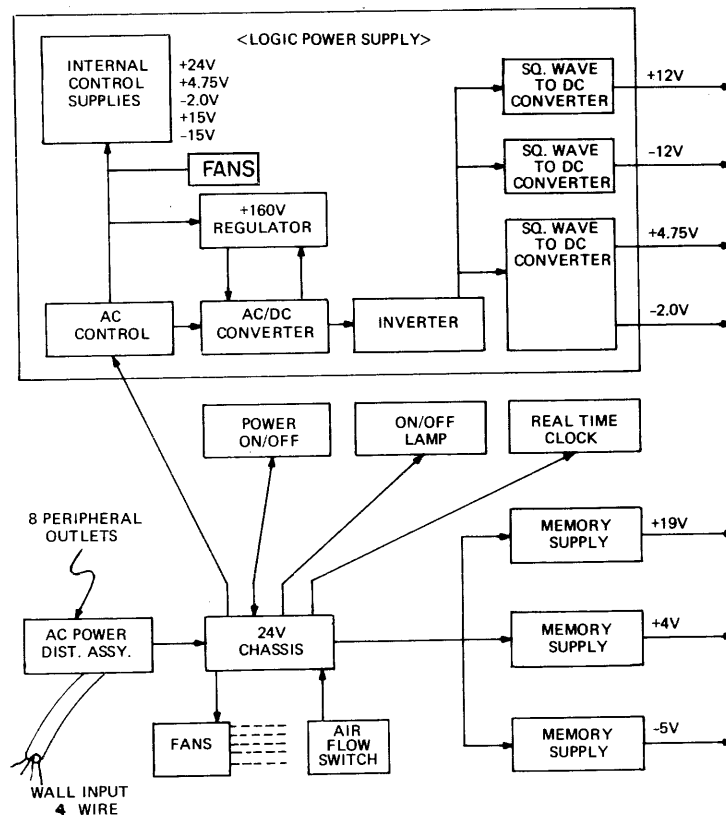 <LOGIC POWER SUPPLY>
INTERNAL
CONTROL
SUPPLIES
+24V
+4.75V
–2.0V
+15V
–15V
FANS
+160V
REGULATOR
AC
CONTROL
AC/DC
CONVERTER
INVERTER
SQ. WAVE
TO DC
CONVERTER
+12V
SQ. WAVE
TO DC
CONVERTER
–12V
SQ. WAVE
TO DC
CONVERTER
+4.75V
–2.0V
POWER
ON/OFF
ON/OFF
LAMP
REAL TIME
CLOCK
8 PERIPHERAL
OUTLETS
AC POWER
DIST. ASSY.
24V
CHASSIS
MEMORY
SUPPLY
+19V
MEMORY
SUPPLY
+4V
MEMORY
SUPPLY
–5V
FANS
AIR
FLOW
SWITCH
WALL INPUT
4 WIRE